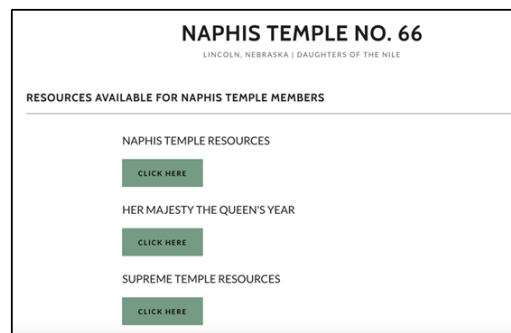 NAPHIS TEMPLE NO. 66
LINCOLN, NEBRASKA | DAUGHTERS OF THE NILE
RESOURCES AVAILABLE FOR NAPHIS TEMPLE MEMBERS
NAPHIS TEMPLE RESOURCES
CLICK HERE
HER MAJESTY THE QUEEN'S YEAR
CLICK HERE
SUPREME TEMPLE RESOURCES
CLICK HERE